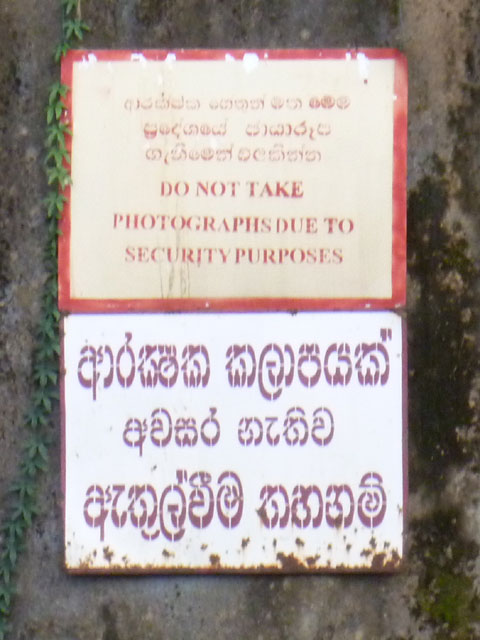 ආරක්ෂක හේතුන් මත මෙම
ප්‍රදේශයේ ඡායාරූප
ගැනීමෙන් වළකින්න
DO NOT TAKE
PHOTOGRAPHS DUE TO
SECURITY PURPOSES
ආරක්‍ෂක කලාපයක්
අවසර නැතිව
ඇතුල්වීම තහනම්